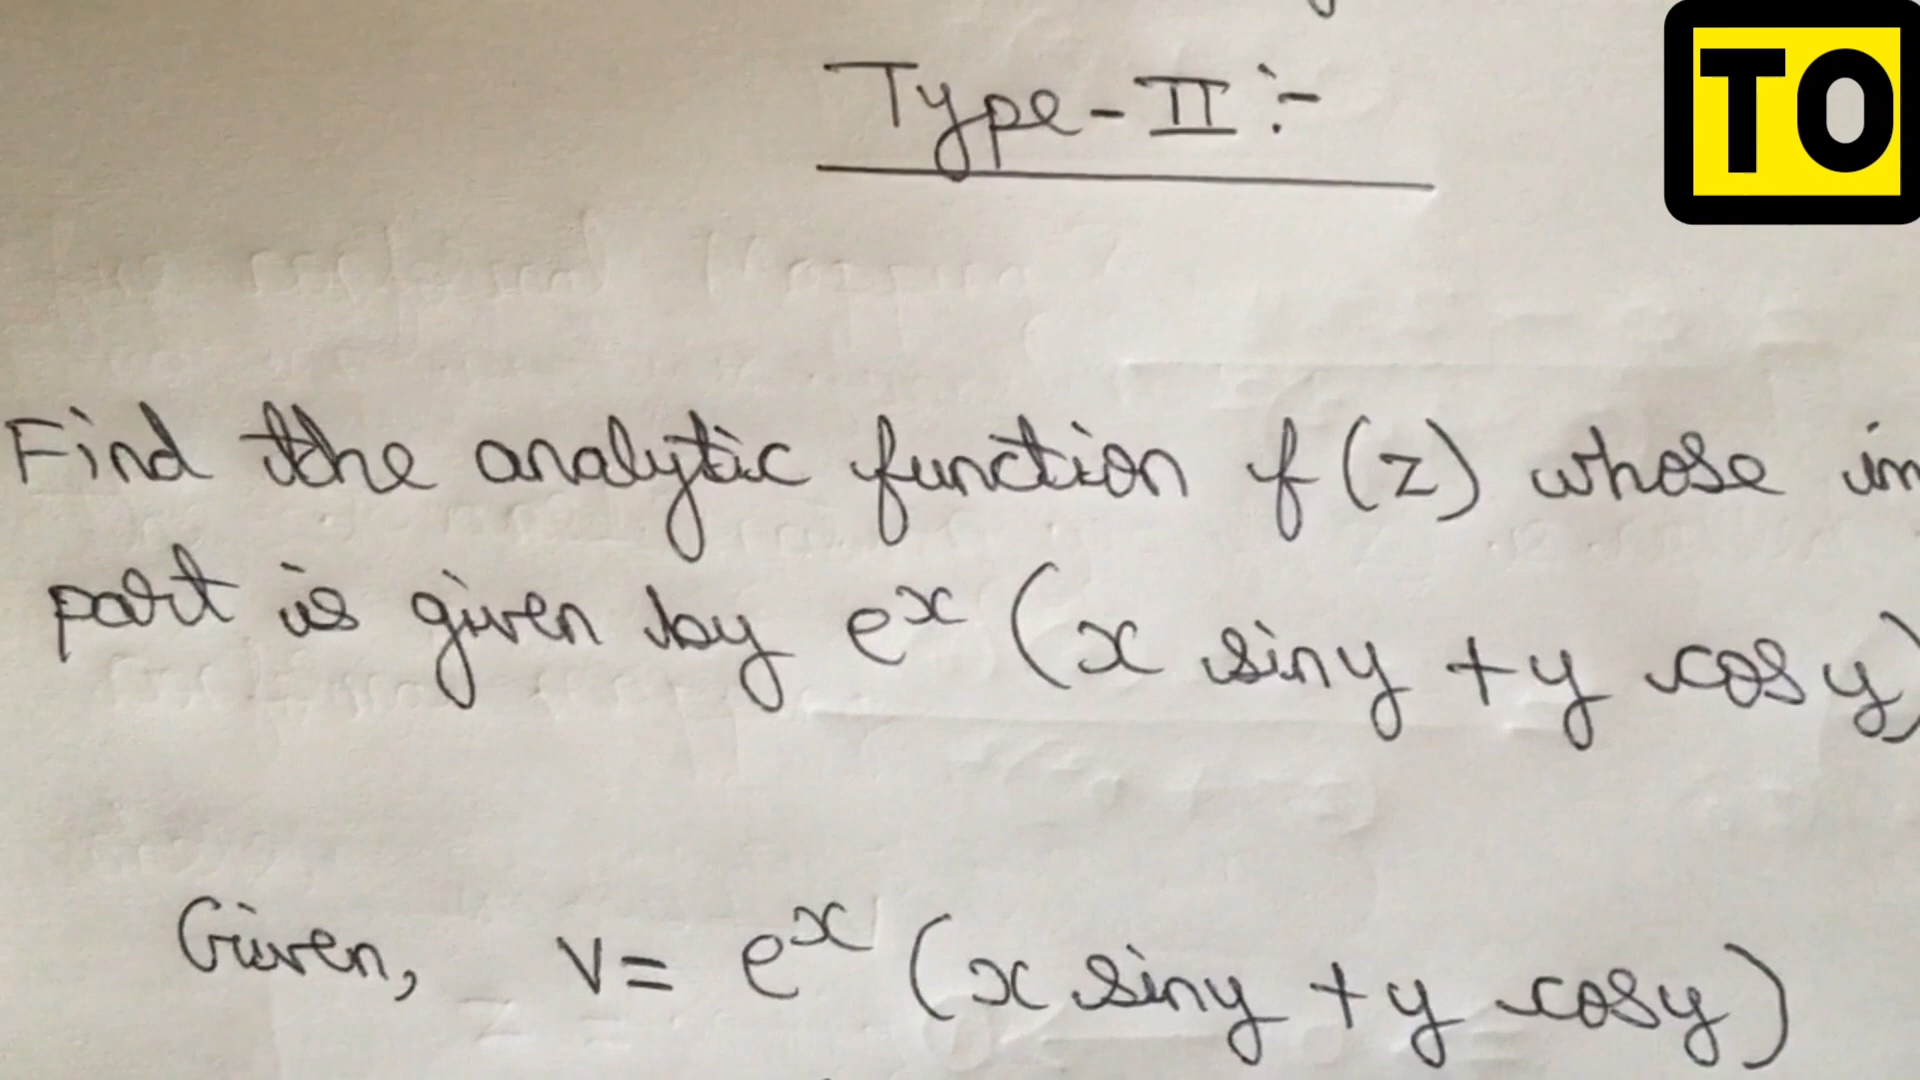 TO
Type-II :-
Find the analytic function f(z) whose im
part is given by e^x (x siny + y cosy)
Given, v = e^x (x siny + y cosy)